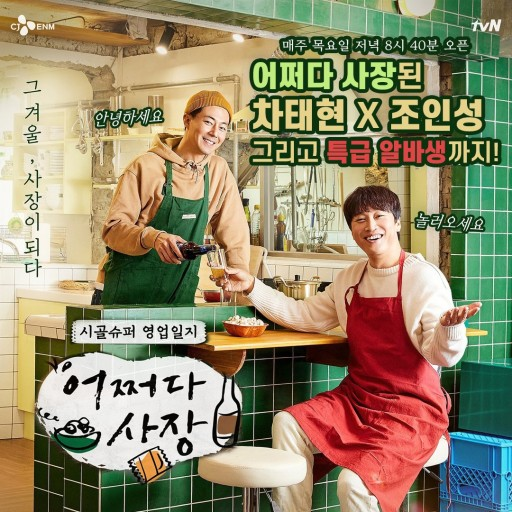 CJ ENM
tvN
매주 목요일 저녁 8시 40분 오픈
어쩌다 사장된
차태현 X 조인성
그리고 특급 알바생까지!
그 겨울, 사장이 되다
안녕하세요
놀러오세요
시골슈퍼 영업일지
어쩌다
사장